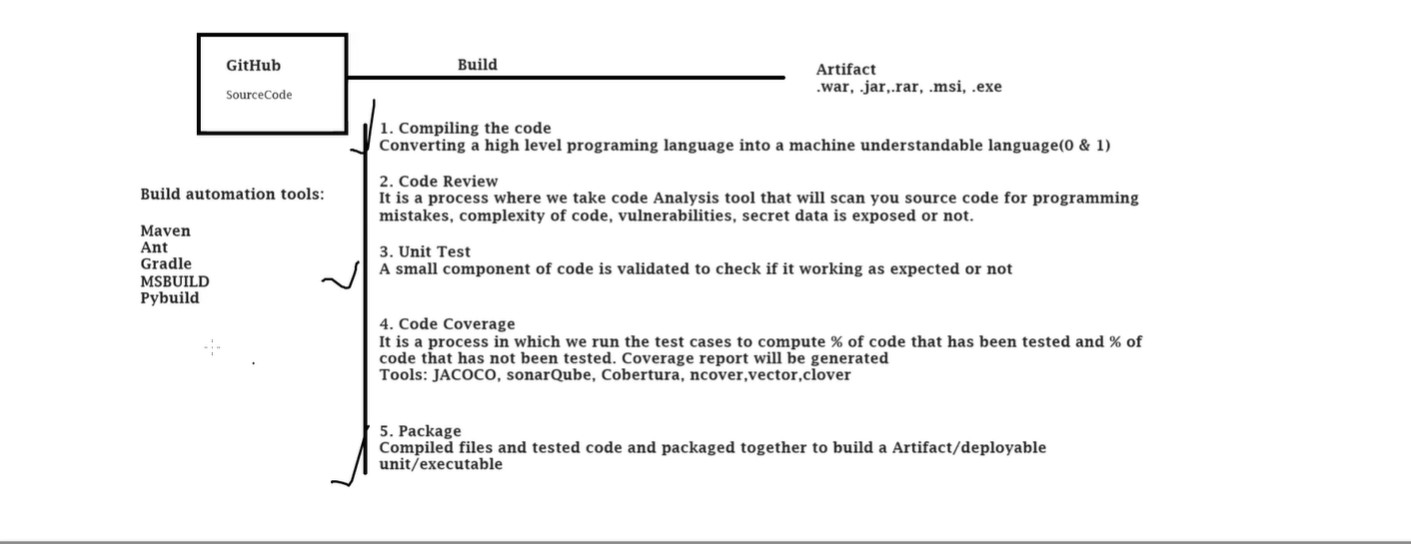 GitHub
SourceCode
Build
Artifact
.war, .jar,.rar, .msi, .exe
1. Compiling the code
Converting a high level programing language into a machine understandable language(0 & 1)
2. Code Review
It is a process where we take code Analysis tool that will scan you source code for programming
mistakes, complexity of code, vulnerabilities, secret data is exposed or not.
Build automation tools:
Maven
Ant
Gradle
MSBUILD
Pybuild
3. Unit Test
A small component of code is validated to check if it working as expected or not
4. Code Coverage
It is a process in which we run the test cases to compute % of code that has been tested and % of
code that has not been tested. Coverage report will be generated
Tools: JACOCO, sonarQube, Cobertura, ncover,vector,clover
5. Package
Compiled files and tested code and packaged together to build a Artifact/deployable
unit/executable